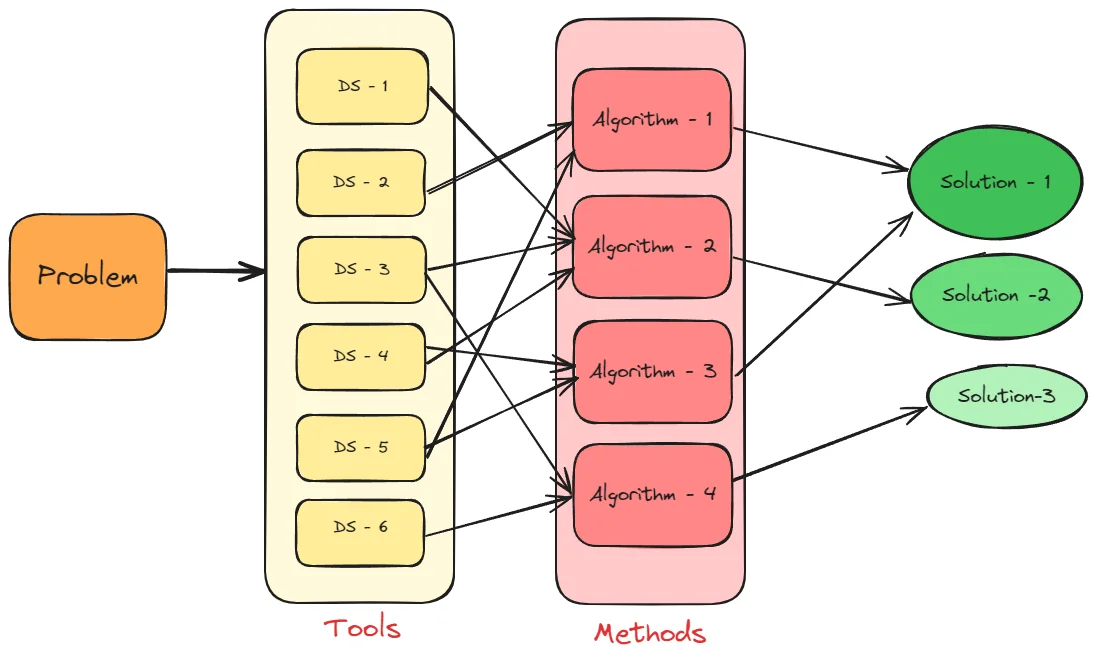 Problem
DS - 1
DS - 2
DS - 3
DS - 4
DS - 5
DS - 6
Tools
Algorithm - 1
Algorithm - 2
Algorithm - 3
Algorithm - 4
Methods
Solution - 1
Solution -2
Solution-3